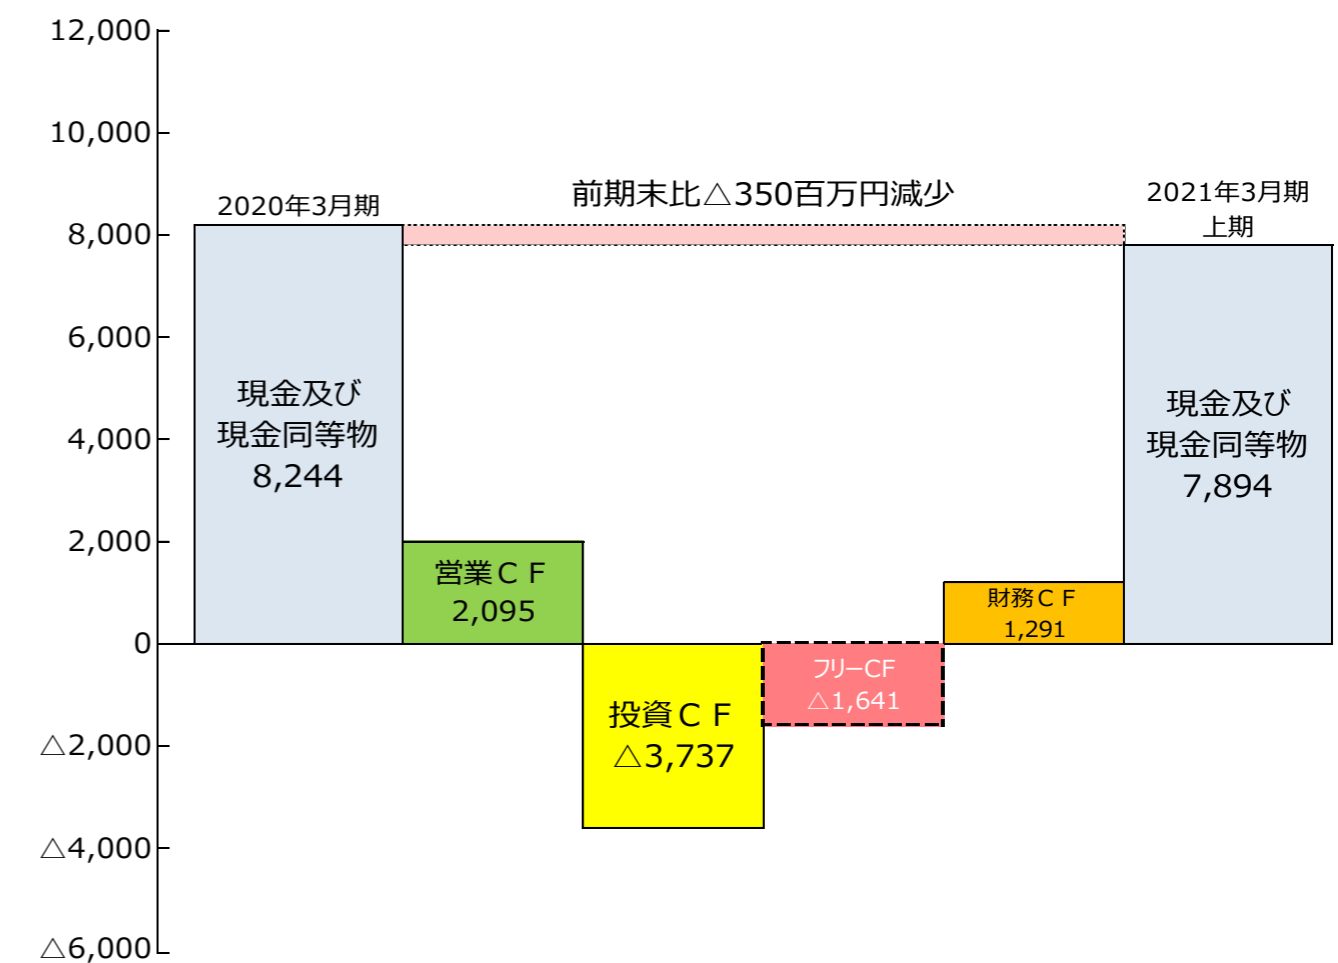 12,000
10,000
8,000
6,000
4,000
2,000
0
△2,000
△4,000
△6,000
前期末比△350百万円減少
2020年3月期
現金及び
現金同等物
8,244
営業ＣＦ
2,095
投資ＣＦ
△3,737
フリーCF
△1,641
財務ＣＦ
1,291
2021年3月期
上期
現金及び
現金同等物
7,894